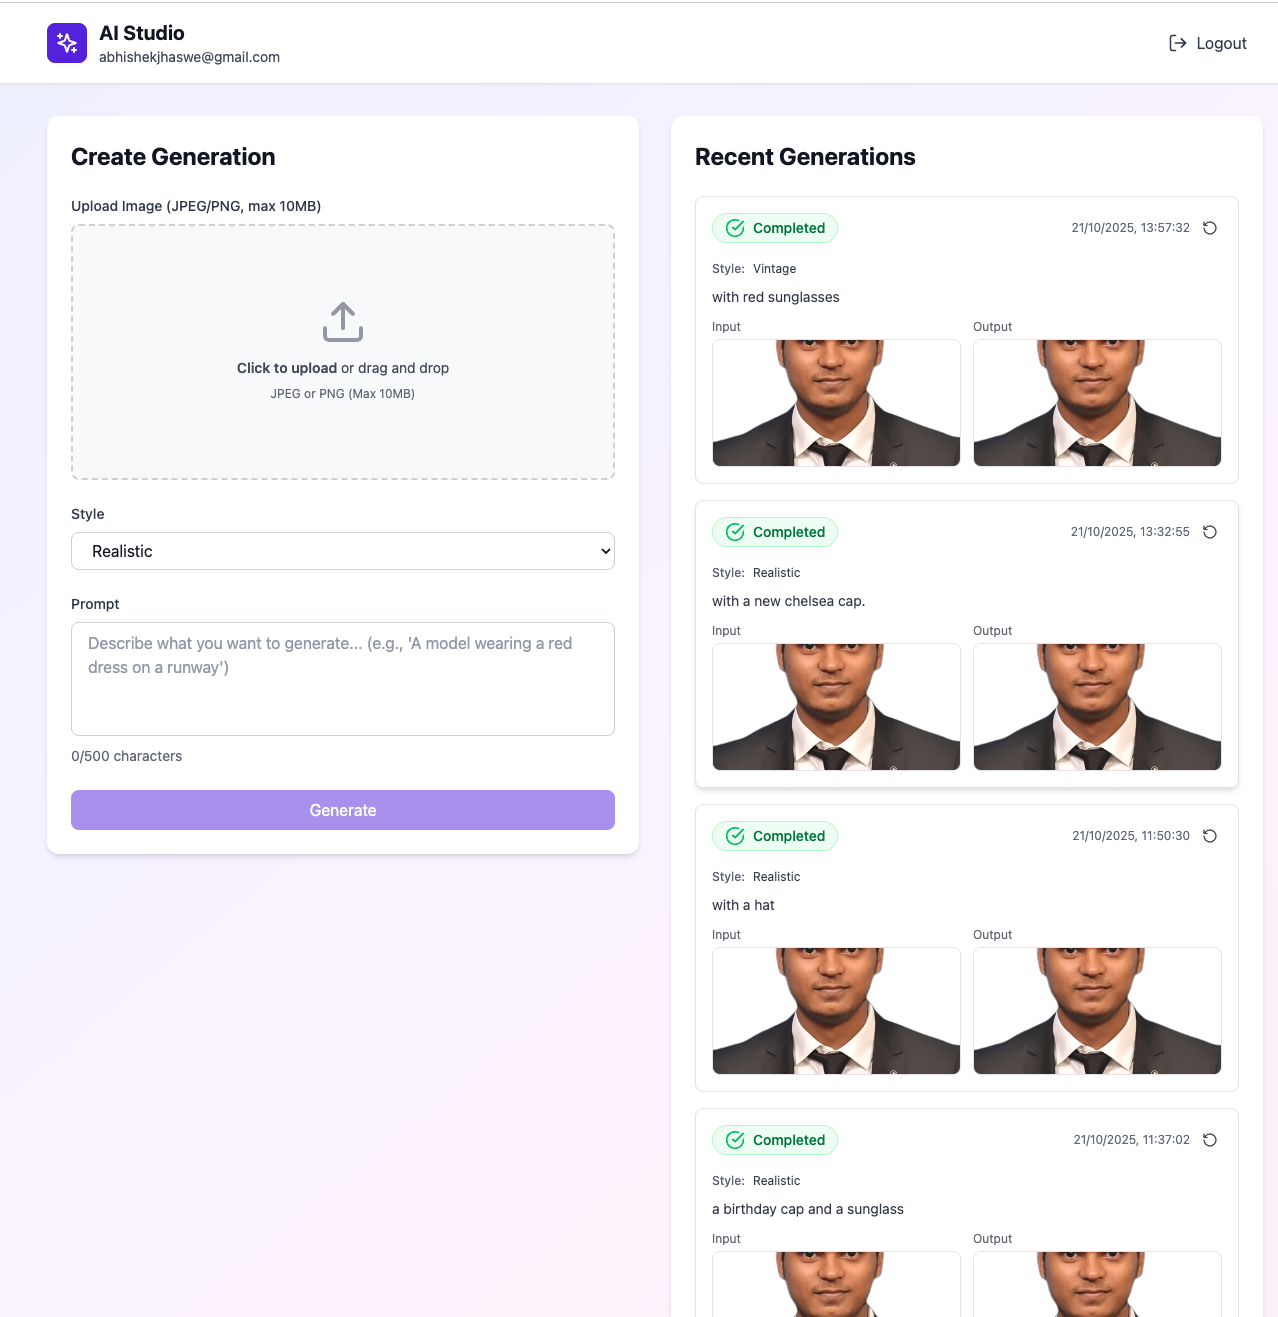 AI Studio
abhishekjhaswe@gmail.com
Logout
Create Generation
Upload Image (JPEG/PNG, max 10MB)
Click to upload or drag and drop
JPEG or PNG (Max 10MB)
Style
Realistic
Prompt
Describe what you want to generate... (e.g., 'A model wearing a red
dress on a runway')
0/500 characters
Generate
Recent Generations
Completed
21/10/2025, 13:57:32
Style: Vintage
with red sunglasses
Input
Output
Completed
21/10/2025, 13:32:55
Style: Realistic
with a new chelsea cap.
Input
Output
Completed
21/10/2025, 11:50:30
Style: Realistic
with a hat
Input
Output
Completed
21/10/2025, 11:37:02
Style: Realistic
a birthday cap and a sunglass
Input
Output